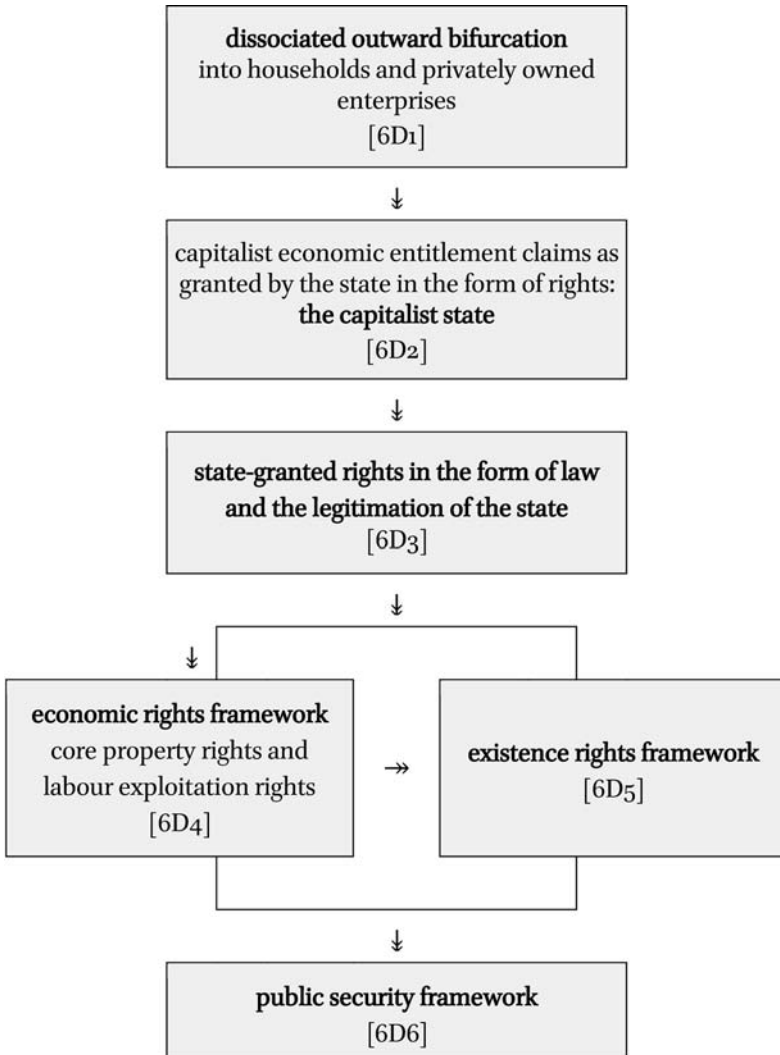 dissociated outward bifurcation
into households and privately owned
enterprises
[6D1]
↡
capitalist economic entitlement claims as
granted by the state in the form of rights:
the capitalist state
[6D2]
↡
state-granted rights in the form of law
and the legitimation of the state
[6D3]
↡
↡
economic rights framework
core property rights and
labour exploitation rights
[6D4]
↠
existence rights framework
[6D5]
↡
public security framework
[6D6]